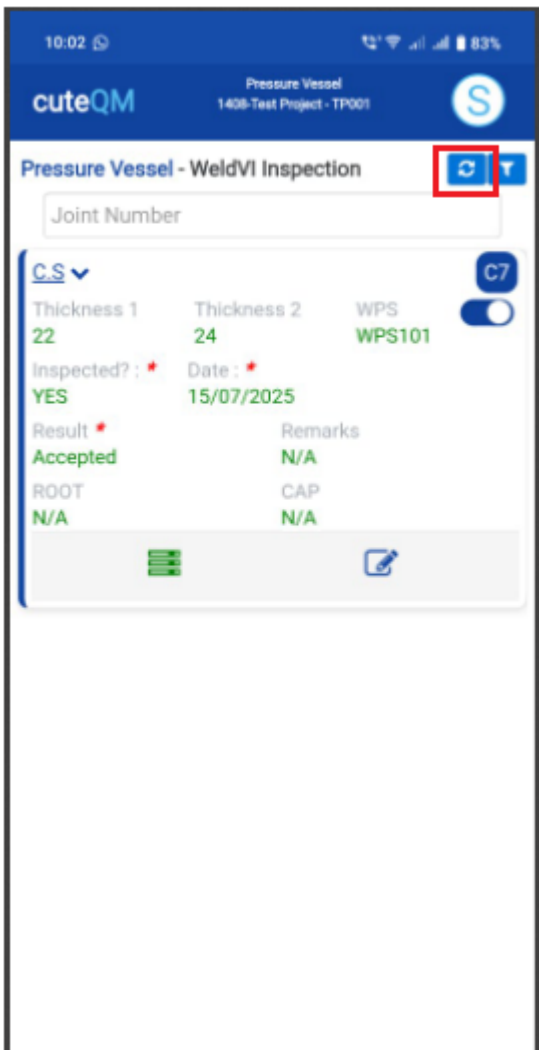 10:02 83%
cuteQM
Pressure Vessel
1408-Test Project - TP001
S
Pressure Vessel - WeldVI Inspection
Joint Number
C.S C7
Thickness 1 Thickness 2 WPS
22 24 WPS101
Inspected? : * Date : *
YES 15/07/2025
Result * Remarks
Accepted N/A
ROOT CAP
N/A N/A